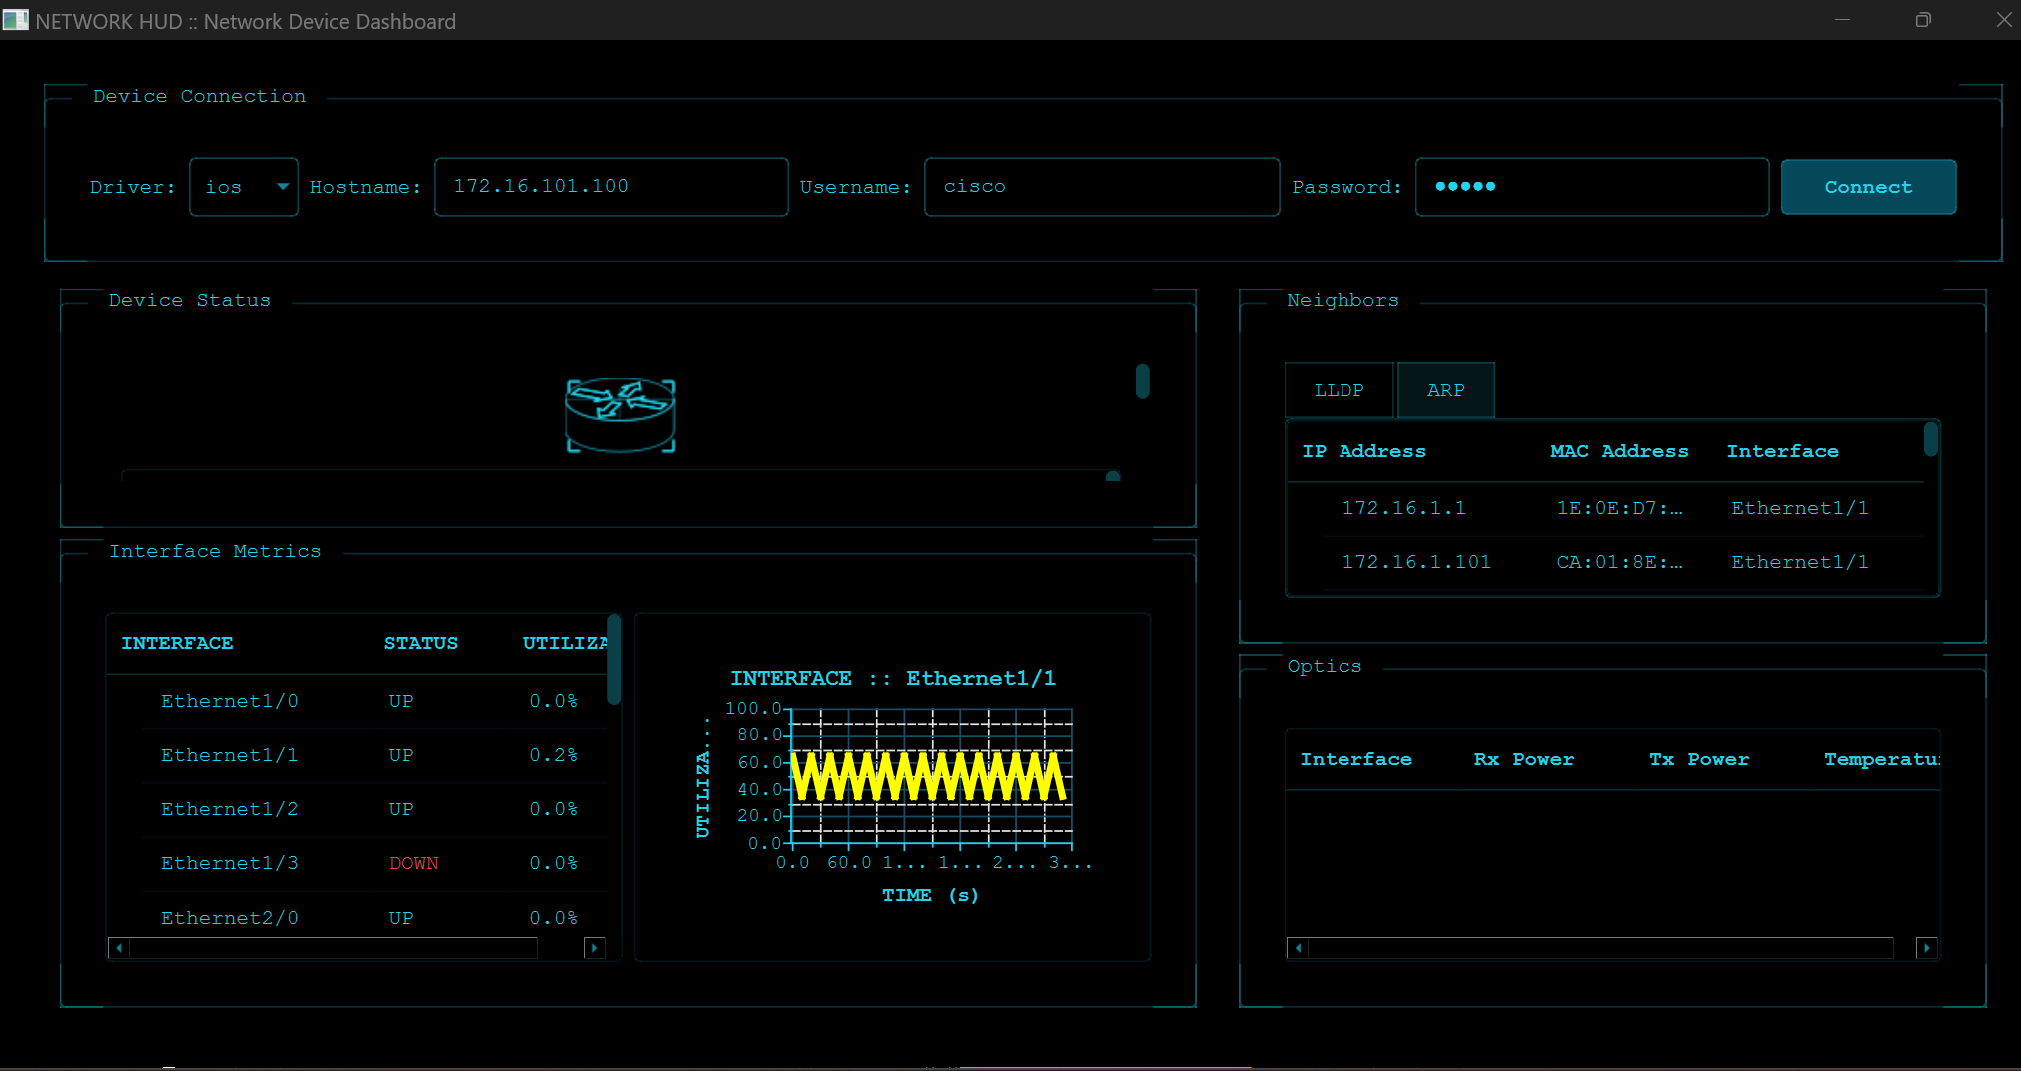 NETWORK HUD :: Network Device Dashboard
Device Connection
Driver: ios Hostname: 172.16.101.100 Username: cisco Password: ●●●●● Connect
Device Status
Interface Metrics
INTERFACE STATUS UTILIZA
Ethernet1/0 UP 0.0%
Ethernet1/1 UP 0.2%
Ethernet1/2 UP 0.0%
Ethernet1/3 DOWN 0.0%
Ethernet2/0 UP 0.0%
INTERFACE :: Ethernet1/1
UTILIZA...
100.0
80.0
60.0
40.0
20.0
0.0
0.0 60.0 1... 1... 2... 3...
TIME (s)
Neighbors
LLDP ARP
IP Address MAC Address Interface
172.16.1.1 1E:0E:D7:… Ethernet1/1
172.16.1.101 CA:01:8E:… Ethernet1/1
Optics
Interface Rx Power Tx Power Temperatu